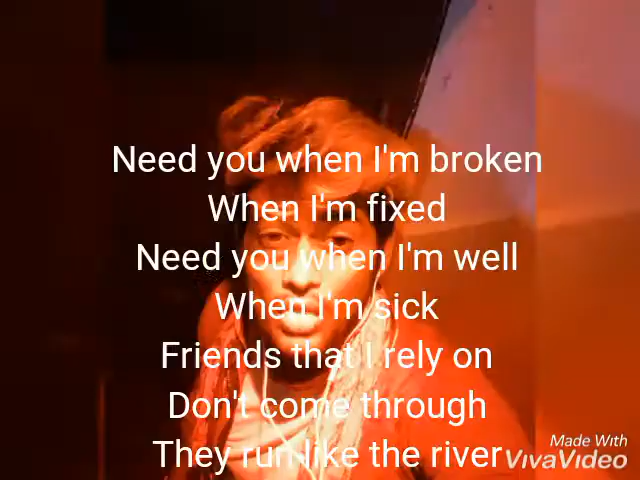 Need you when I'm broken
When I'm fixed
Need you when I'm well
When I'm sick
Friends that I rely on
Don't come through
They run like the river
Made With
VivaVideo